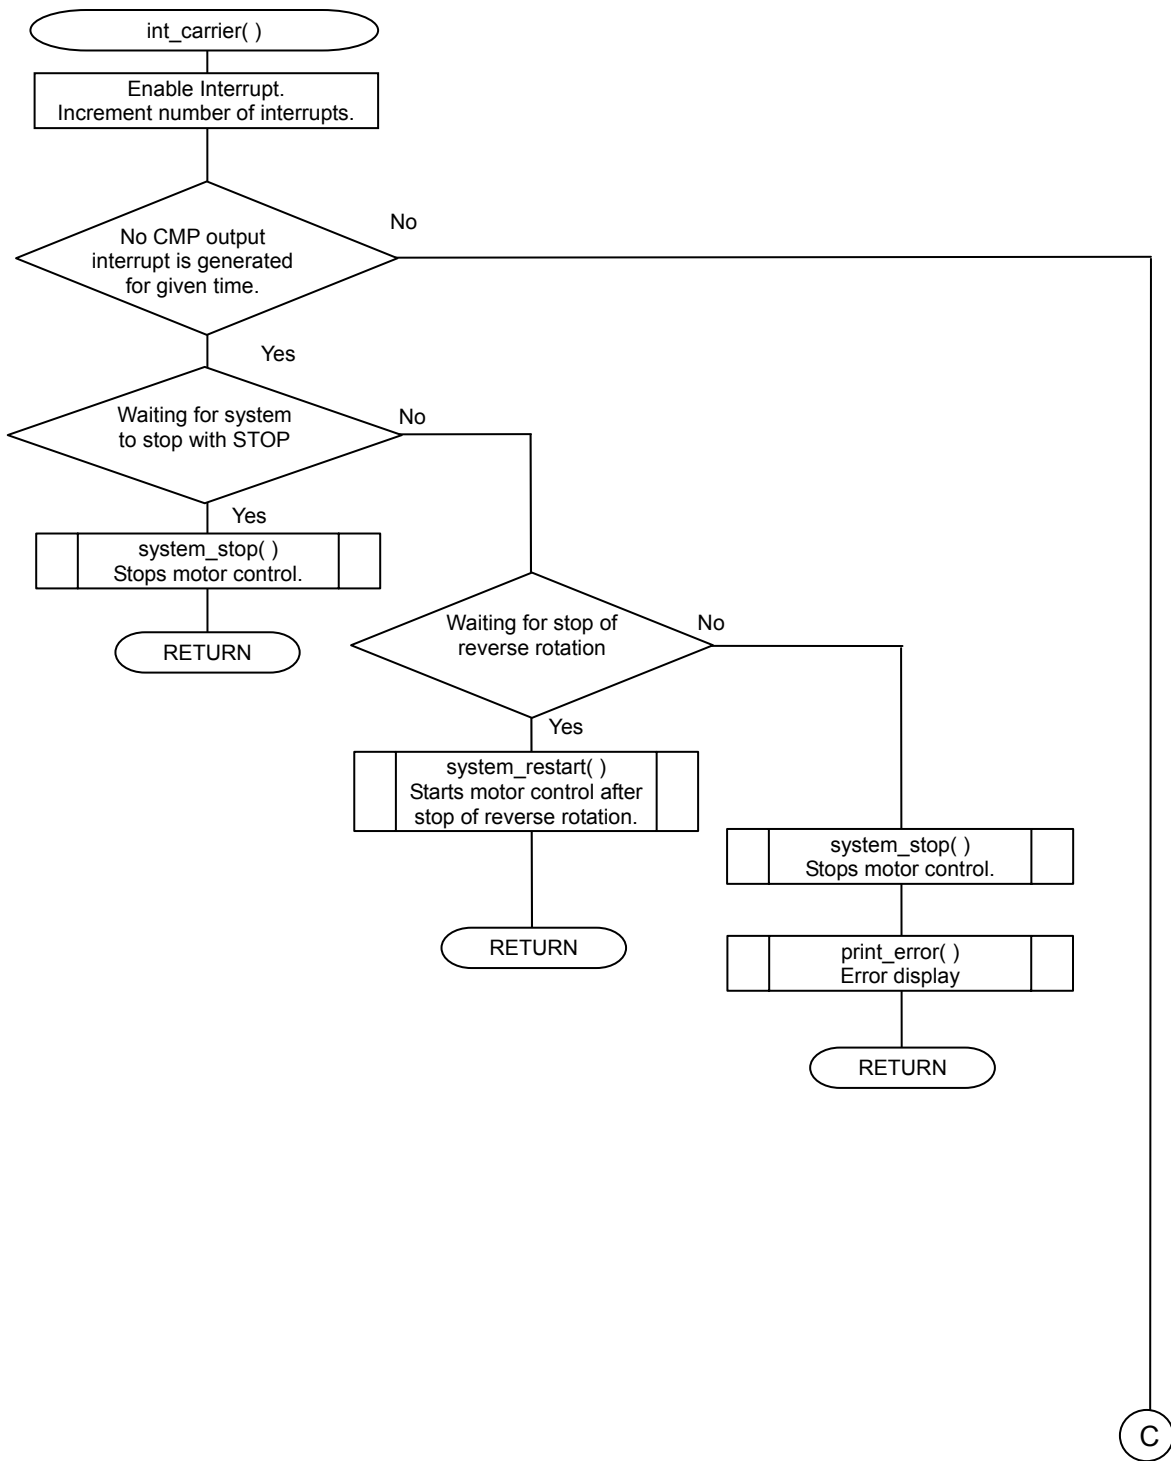 int_carrier( )
Enable Interrupt.
Increment number of interrupts.
No
No CMP output
interrupt is generated
for given time.
Yes
Waiting for system
to stop with STOP
No
Yes
system_stop( )
Stops motor control.
RETURN
Waiting for stop of
reverse rotation
No
Yes
system_restart( )
Starts motor control after
stop of reverse rotation.
RETURN
system_stop( )
Stops motor control.
print_error( )
Error display
RETURN
C